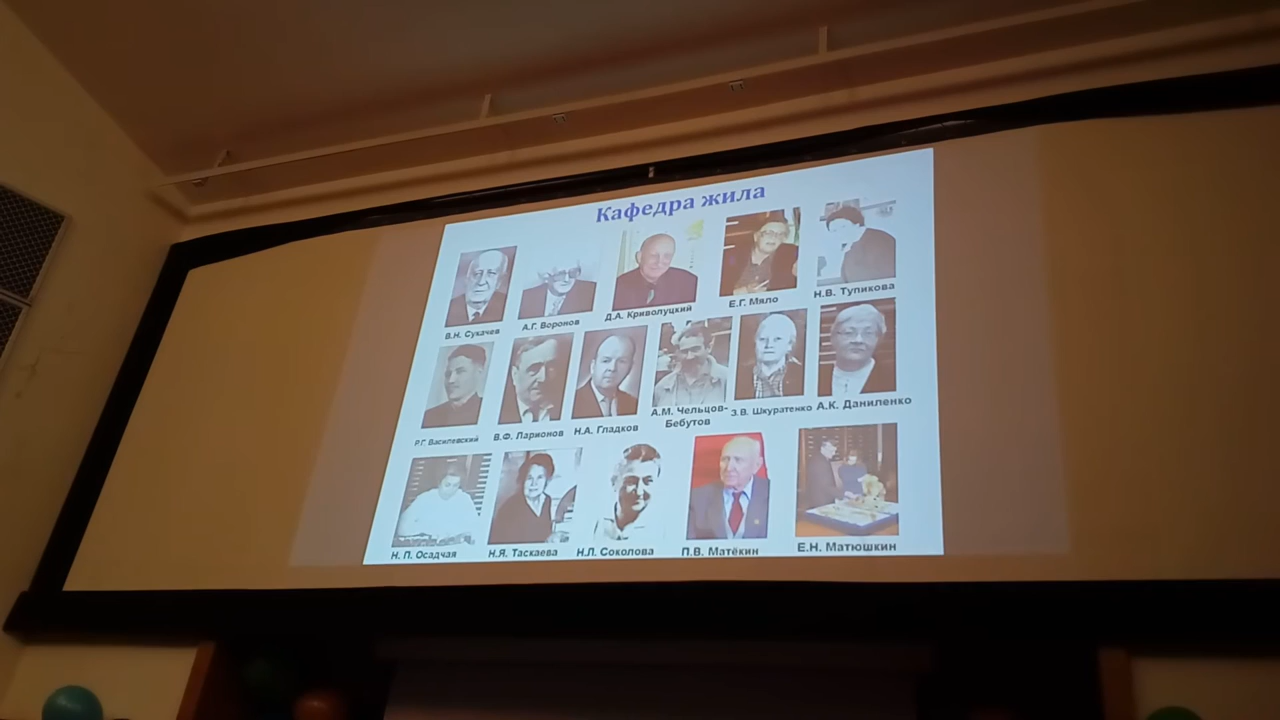 Кафедра жила
В.Н. Сукачев
А.Г. Воронов
Д.А. Криволуцкий
Е.Г. Мяло
Н.В. Тупикова
Р.Г. Василевский
В.Ф. Ларионов
Н.А. Гладков
А.М. Чельцов-
Бебутов
З.В. Шкуратенко
А.К. Даниленко
Н. П. Осадчая
Н.Я. Таскаева
Н.Л. Соколова
П.В. Матёкин
Е.Н. Матюшкин